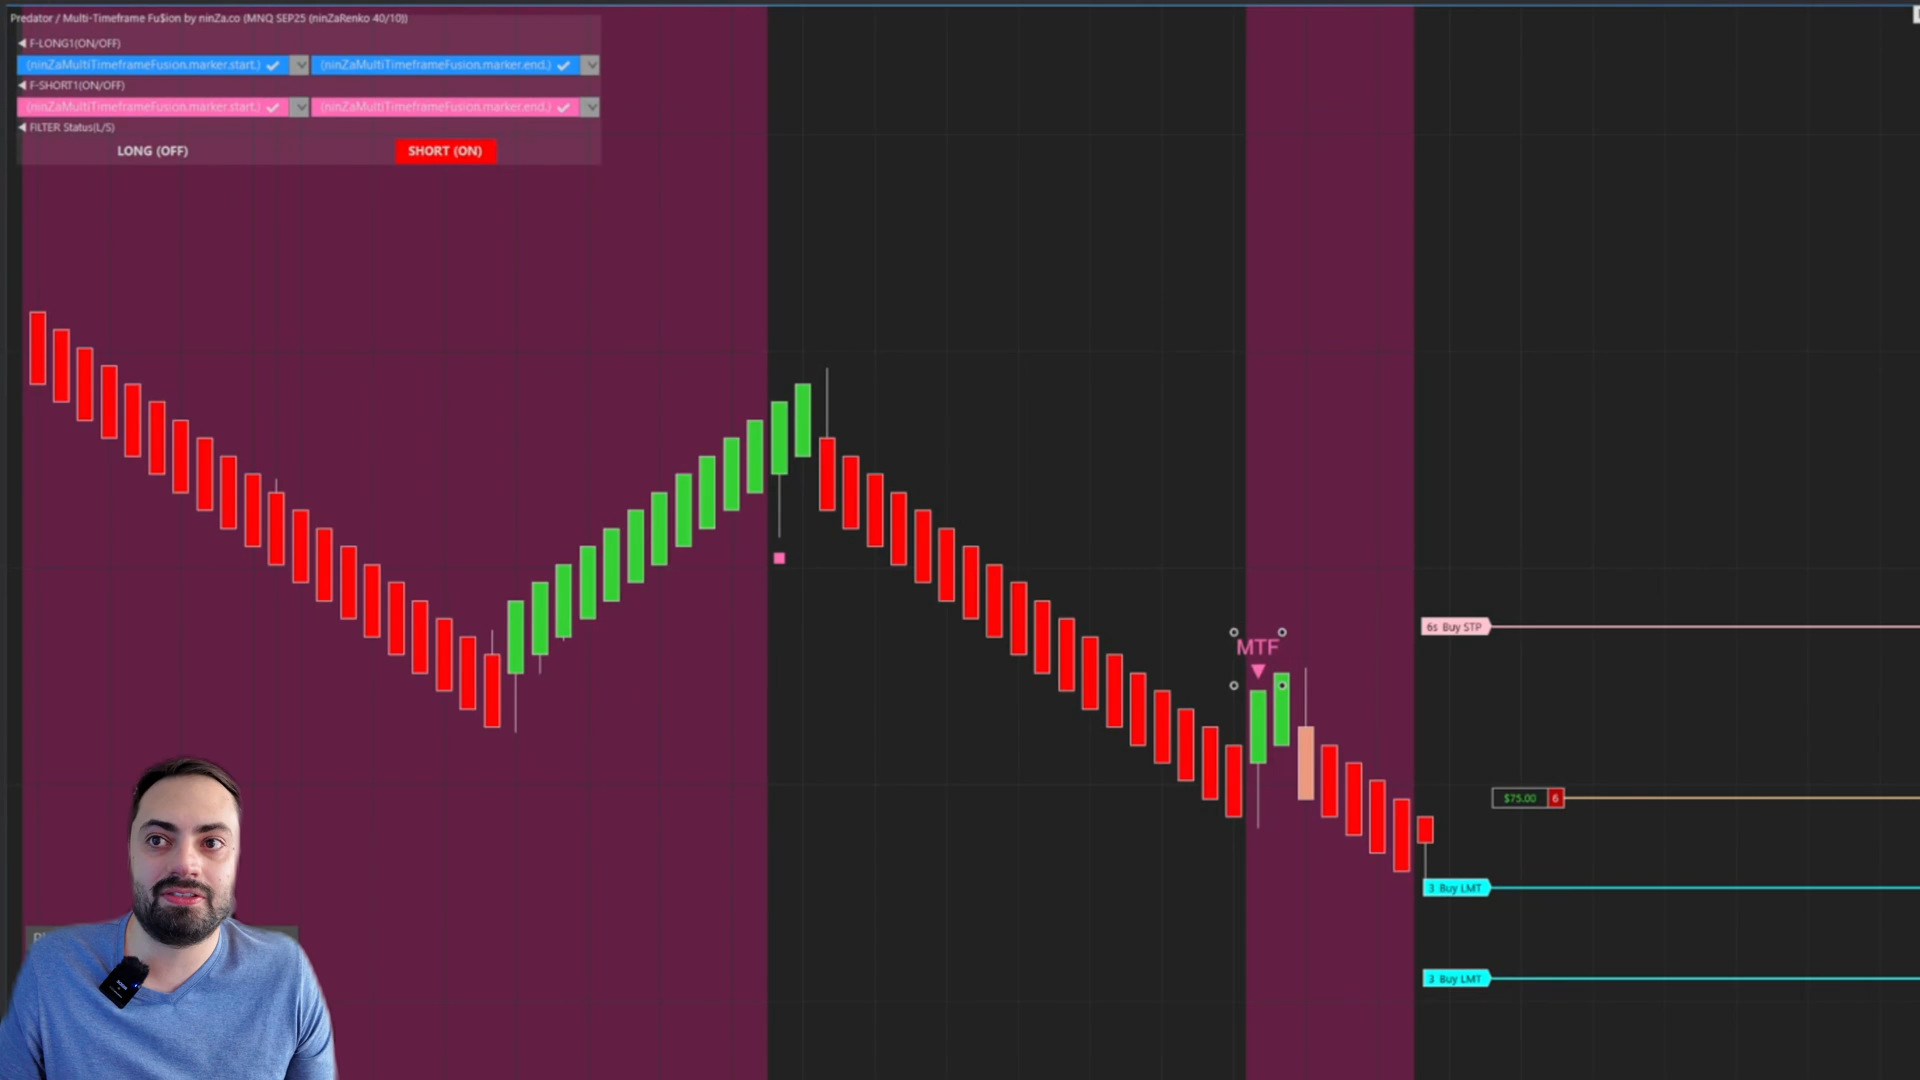 Predator / Multi-Timeframe Fu$ion by ninZa.co (MNQ SEP25 (ninZaRenko 40/10))
◀ F-LONG1(ON/OFF)
(ninZaMultiTimeframeFusion.marker.start.) ✓ (ninZaMultiTimeframeFusion.marker.end.) ✓
◀ F-SHORT1(ON/OFF)
(ninZaMultiTimeframeFusion.marker.start.) ✓ (ninZaMultiTimeframeFusion.marker.end.) ✓
◀ FILTER Status(L/S)
LONG (OFF) SHORT (ON)
6s Buy STP
MTF
$75.00 6
3 Buy LMT
3 Buy LMT